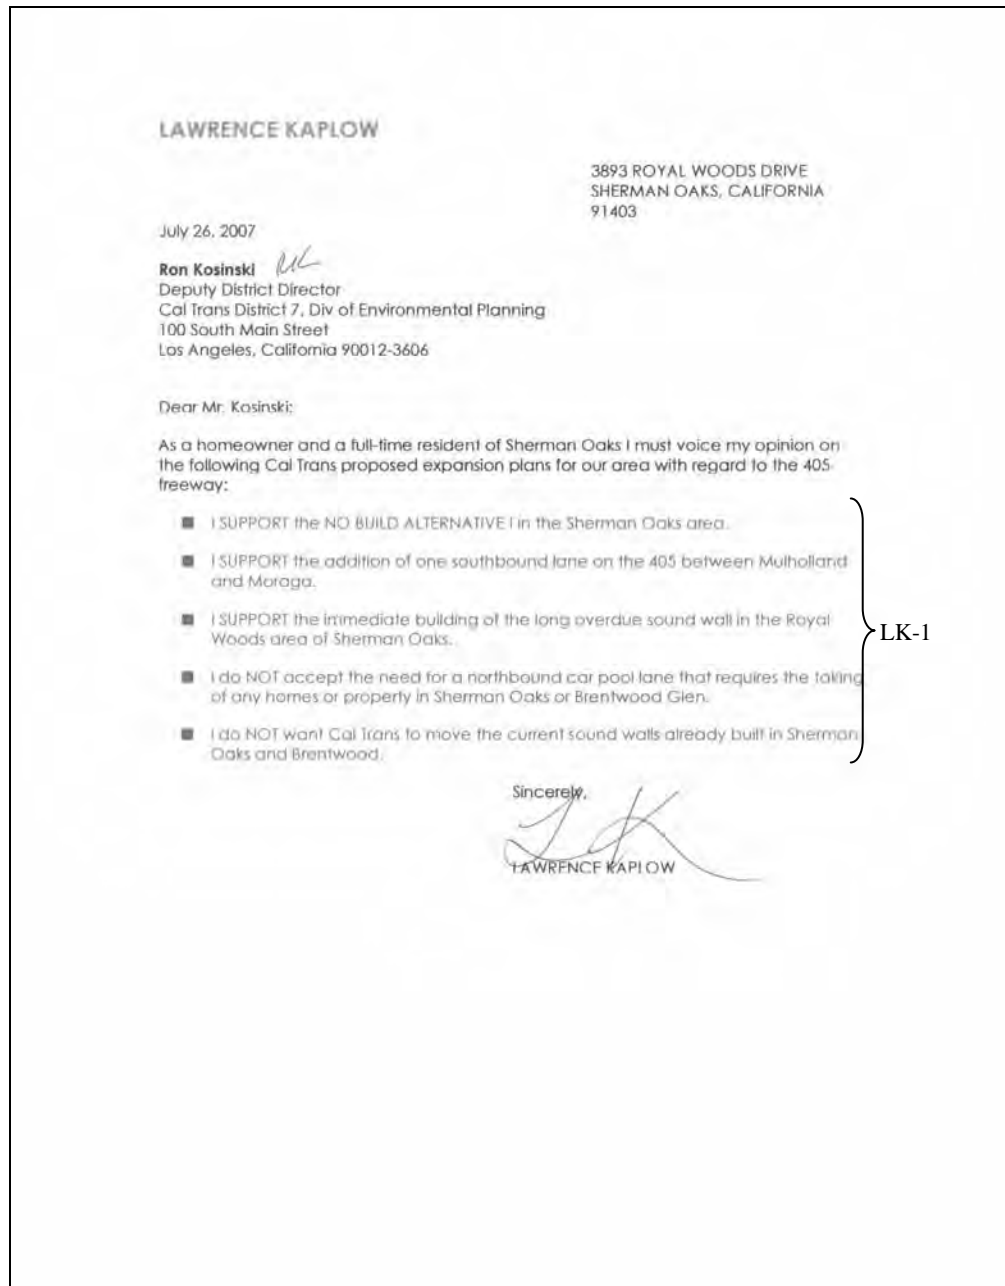 LAWRENCE KAPLOW
3893 ROYAL WOODS DRIVE
SHERMAN OAKS, CALIFORNIA
91403
July 26, 2007
Ron Kosinski
Deputy District Director
Cal Trans District 7, Div of Environmental Planning
100 South Main Street
Los Angeles, California 90012-3606
Dear Mr. Kosinski:
As a homeowner and a full-time resident of Sherman Oaks I must voice my opinion on
the following Cal Trans proposed expansion plans for our area with regard to the 405
freeway:
■ I SUPPORT the NO BUILD ALTERNATIVE I in the Sherman Oaks area.
■ I SUPPORT the addition of one southbound lane on the 405 between Mulholland
and Moraga.
■ I SUPPORT the immediate building of the long overdue sound wall in the Royal
Woods area of Sherman Oaks.
■ I do NOT accept the need for a northbound car pool lane that requires the taking
of any homes or property in Sherman Oaks or Brentwood Glen.
■ I do NOT want Cal Trans to move the current sound walls already built in Sherman
Oaks and Brentwood.
LK-1
Sincerely,
LAWRENCE KAPLOW